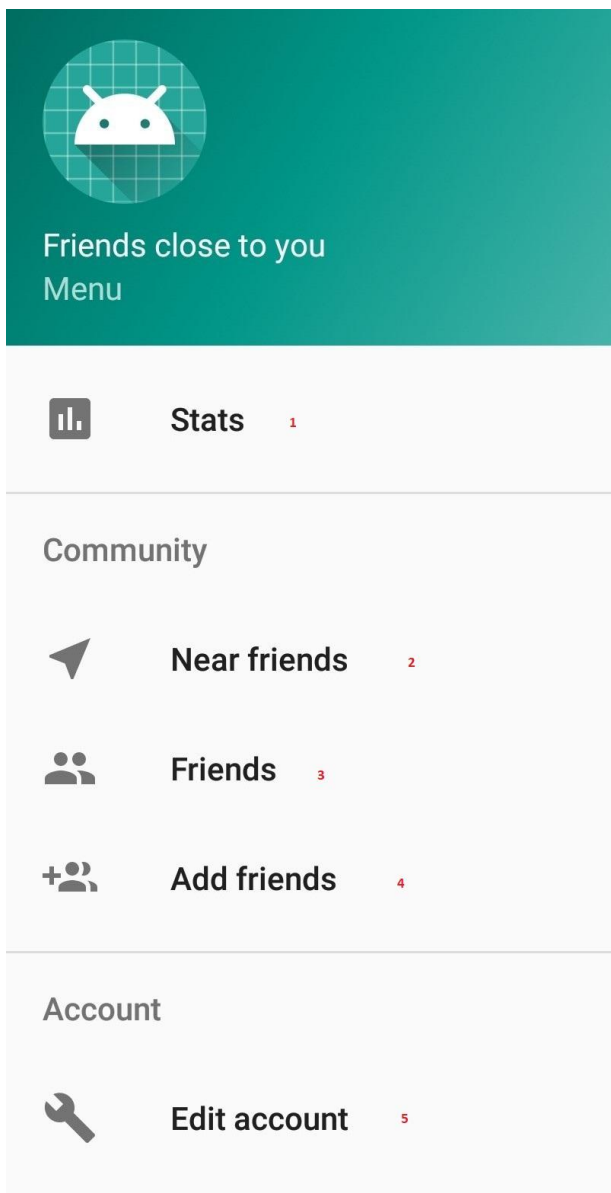 Friends close to you
Menu
Stats 1
Community
Near friends 2
Friends 3
Add friends 4
Account
Edit account 5